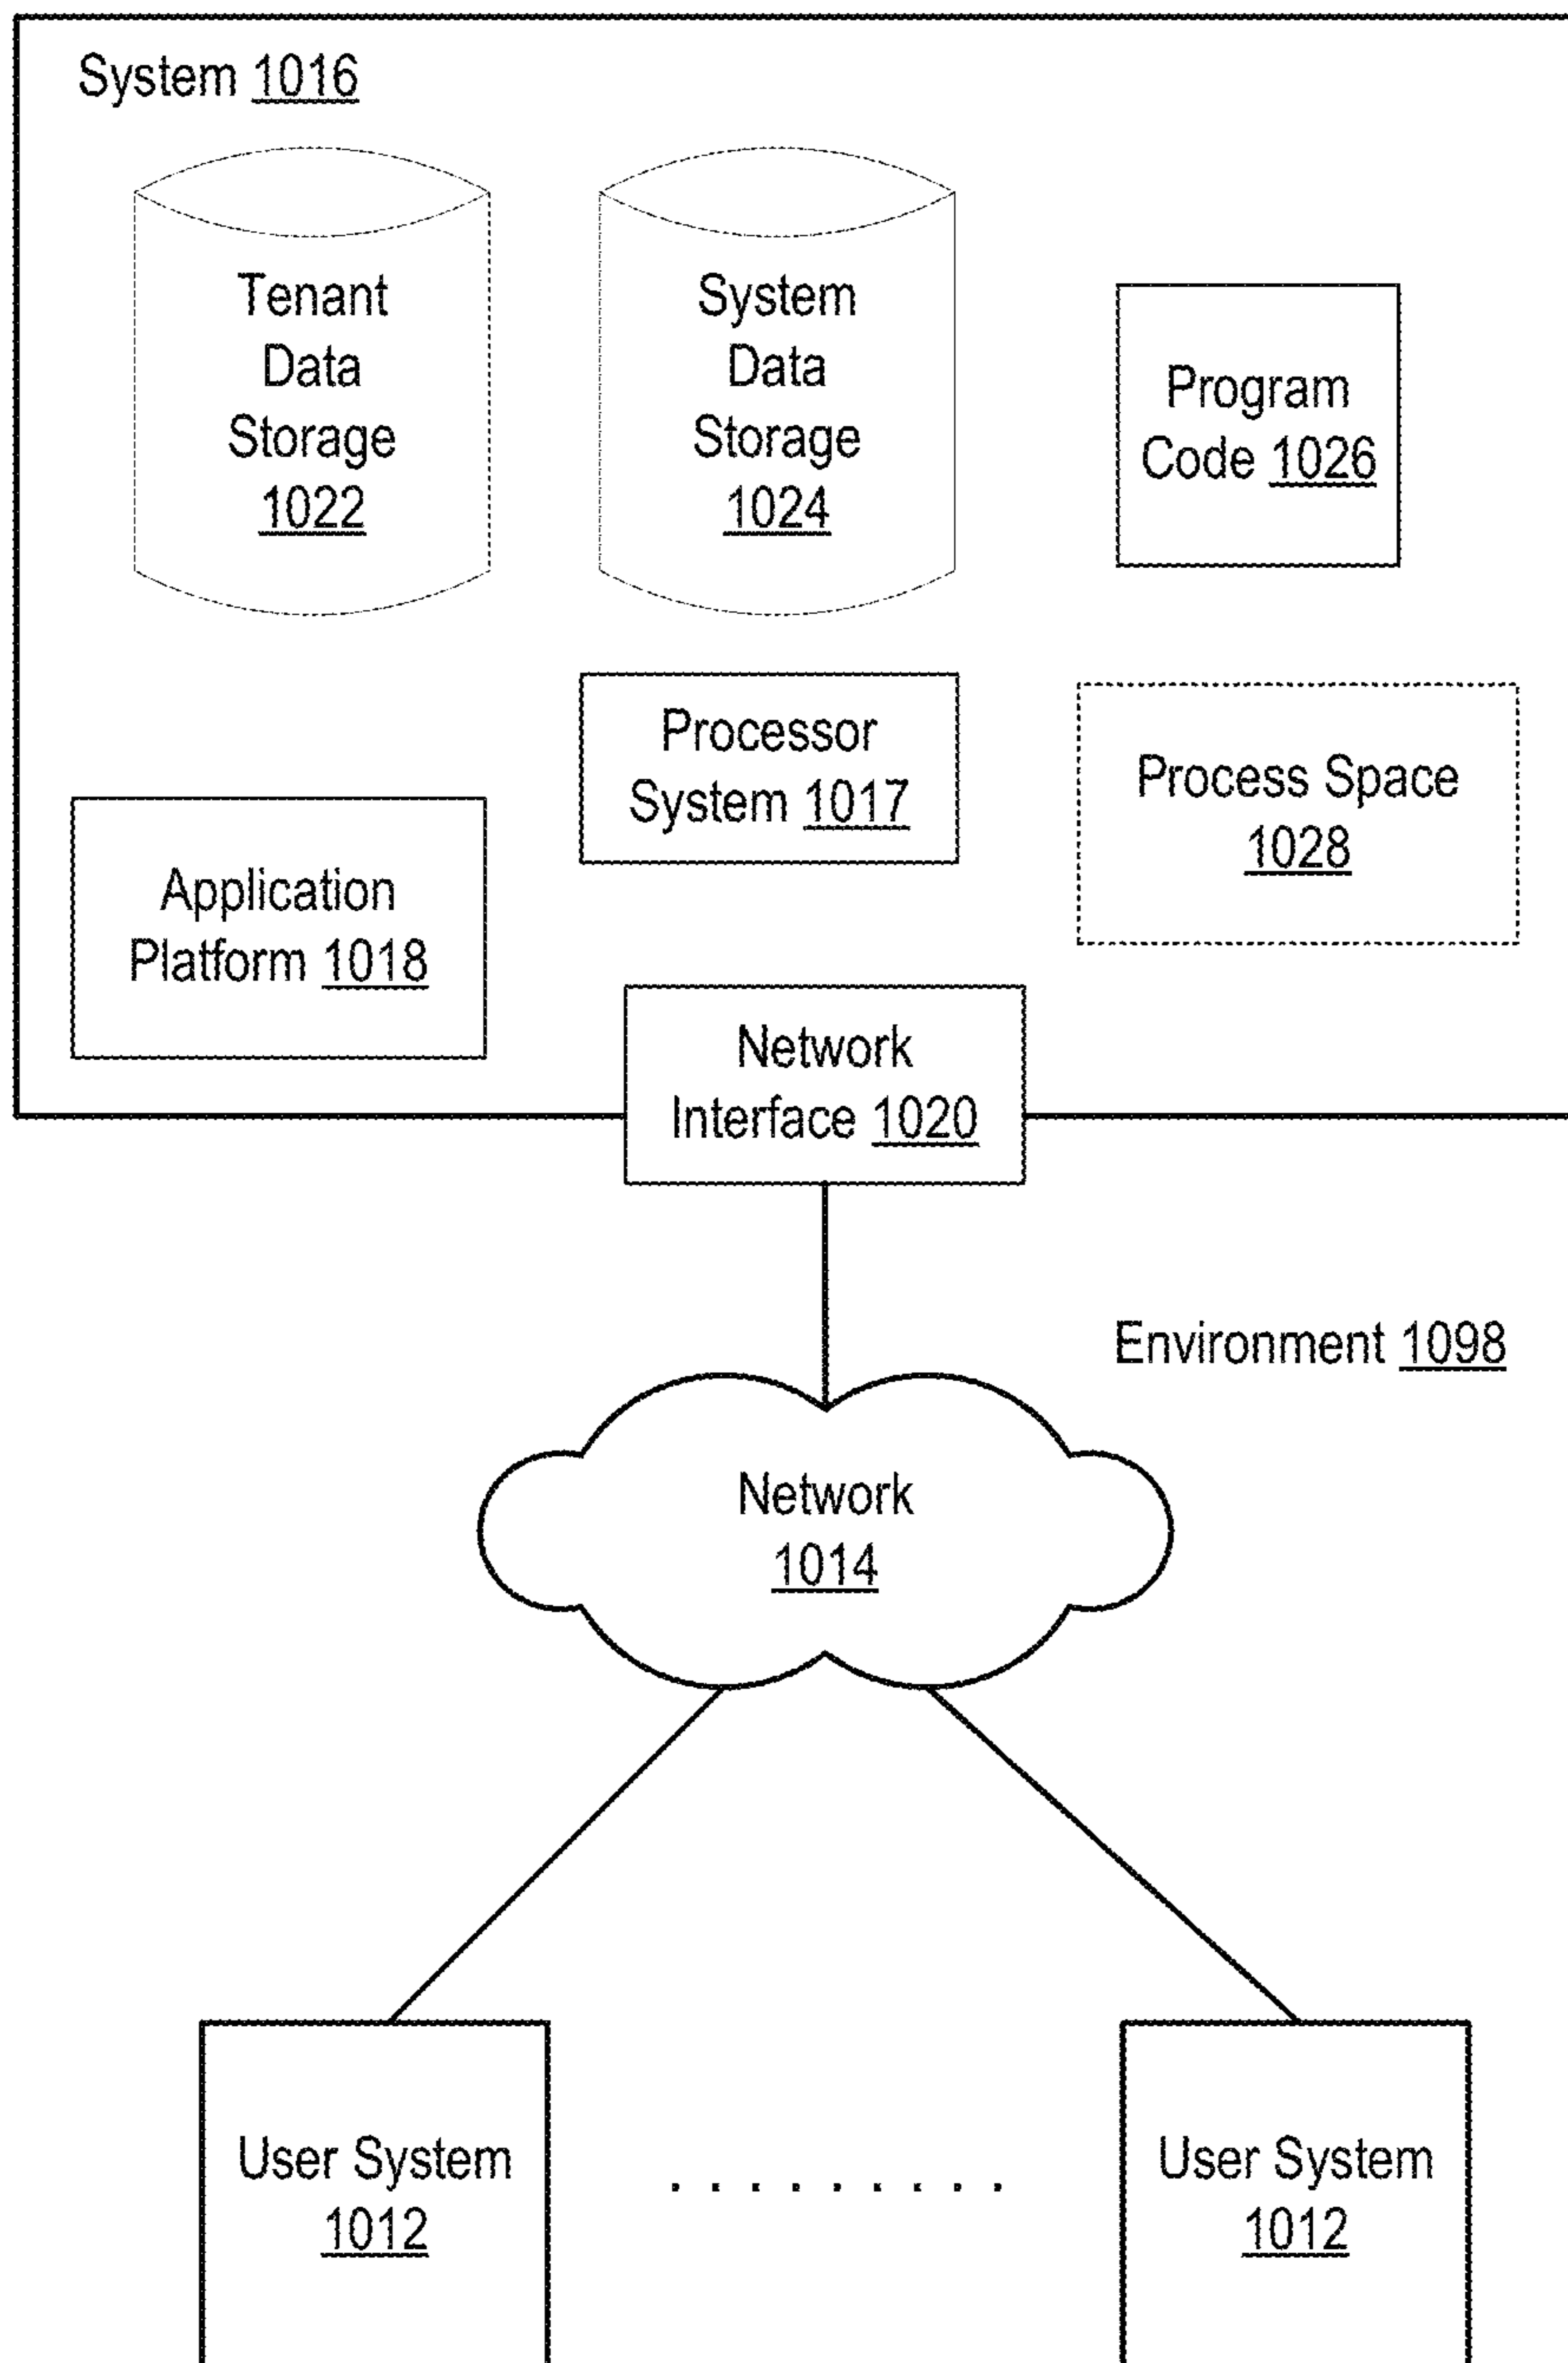 System 1016
Tenant
Data
Storage
1022
System
Data
Storage
1024
Program
Code 1026
Processor
System 1017
Process Space
1028
Application
Platform 1018
Network
Interface 1020
Environment 1098
Network
1014
User System
1012
. . . . . . . . .
User System
1012